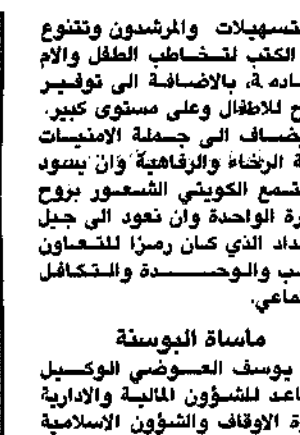 تسهيلات والمرشدون وتتنوع
الكتب لتخاطب الطفل والام
بالاضافة الى توفير
للاطفال وعلى مستوى كبير.
يضاف الى جملة الامنيات
الرخاء والرفاهية وان يسود
الكويتي الشعور بروح
الواحدة وان نعود الى جيل
الذي كان رمزا للتعاون
والوحدة والتكافل
مأساة البوسنة
يوسف العوضي الوكيل
للشؤون المالية والادارية
الاوقاف والشؤون الاسلامية